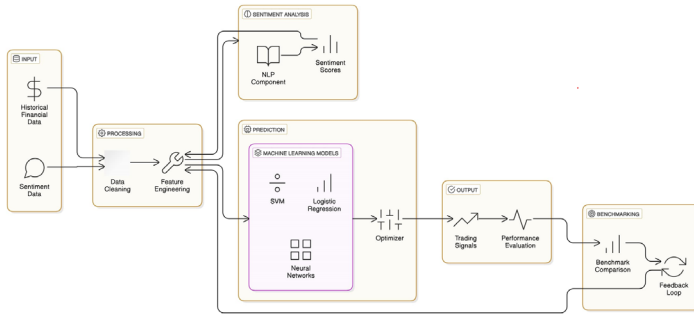 INPUT
Historical
Financial
Data
Sentiment
Data
PROCESSING
Data
Cleaning
Feature
Engineering
SENTIMENT ANALYSIS
NLP
Component
Sentiment
Scores
PREDICTION
MACHINE LEARNING MODELS
SVM
Logistic
Regression
Neural
Networks
Optimizer
OUTPUT
Trading
Signals
Performance
Evaluation
BENCHMARKING
Benchmark
Comparison
Feedback
Loop